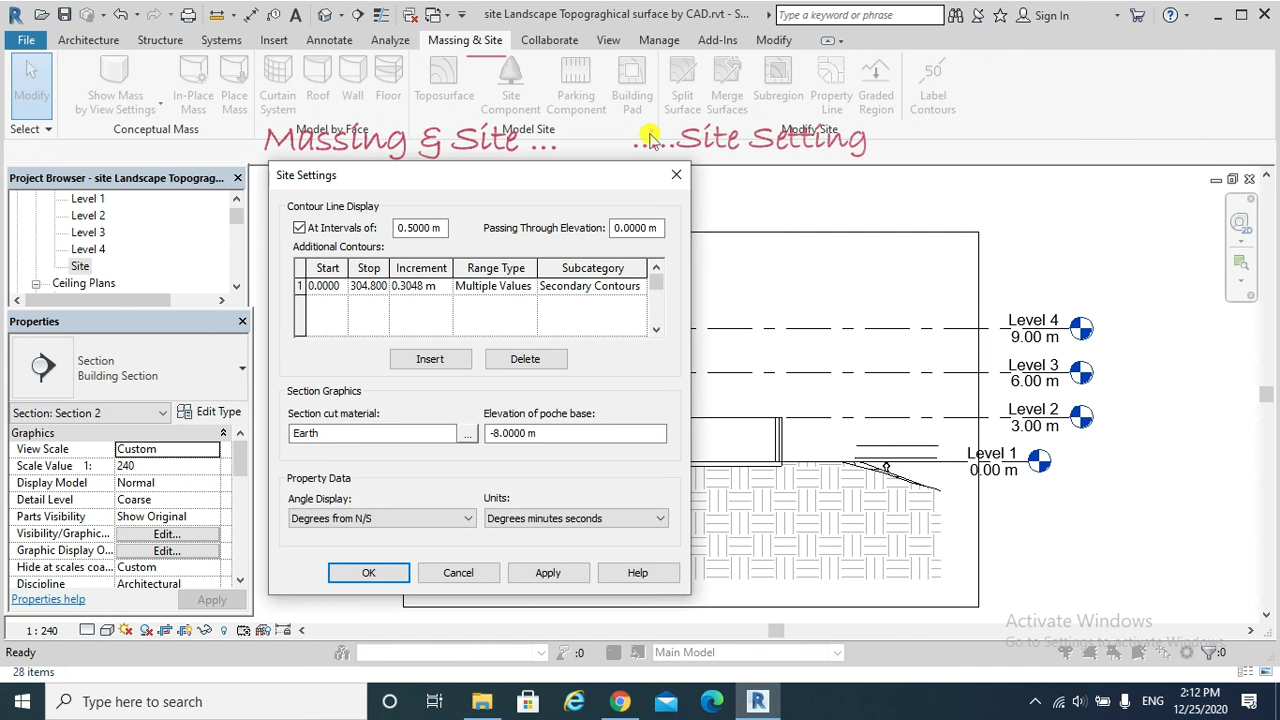 site Landscape Topograghical surface by CAD.rvt - S...
Type a keyword or phrase
Sign In
File Architecture Structure Systems Insert Annotate Analyze Massing & Site Collaborate View Manage Add-Ins Modify
Modify
Show Mass by View Settings
In-Place Mass
Place Mass
Curtain System
Roof
Wall
Floor
Toposurface
Site Component
Parking Component
Building Pad
Split Surface
Merge Surfaces
Subregion
Property Line
Graded Region
50
Label Contours
Select
Conceptual Mass
Model by Face
Model Site
Modify Site
Massing & Site ... .....Site Setting
Project Browser - site Landscape Topograg...
Level 1
Level 2
Level 3
Level 4
Site
Ceiling Plans
Properties
Section
Building Section
Section: Section 2
Edit Type
Graphics
View Scale Custom
Scale Value 1: 240
Display Model Normal
Detail Level Coarse
Parts Visibility Show Original
Visibility/Graphic... Edit...
Graphic Display O... Edit...
Hide at scales coa... Custom
Discipline Architectural
Properties help
Apply
Site Settings
Contour Line Display
At Intervals of: 0.5000 m
Passing Through Elevation: 0.0000 m
Additional Contours:
Start Stop Increment Range Type Subcategory
1 0.0000 304.800 0.3048 m Multiple Values Secondary Contours
Insert
Delete
Section Graphics
Section cut material: Elevation of poche base:
Earth ... -8.0000 m
Property Data
Angle Display: Units:
Degrees from N/S Degrees minutes seconds
OK Cancel Apply Help
Level 4
9.00 m
Level 3
6.00 m
Level 2
3.00 m
Level 1
0.00 m
Activate Windows
Go to Settings to activate Windows.
1 : 240
Ready
:0
Main Model
:0
28 items
Type here to search
ENG
2:12 PM
12/25/2020